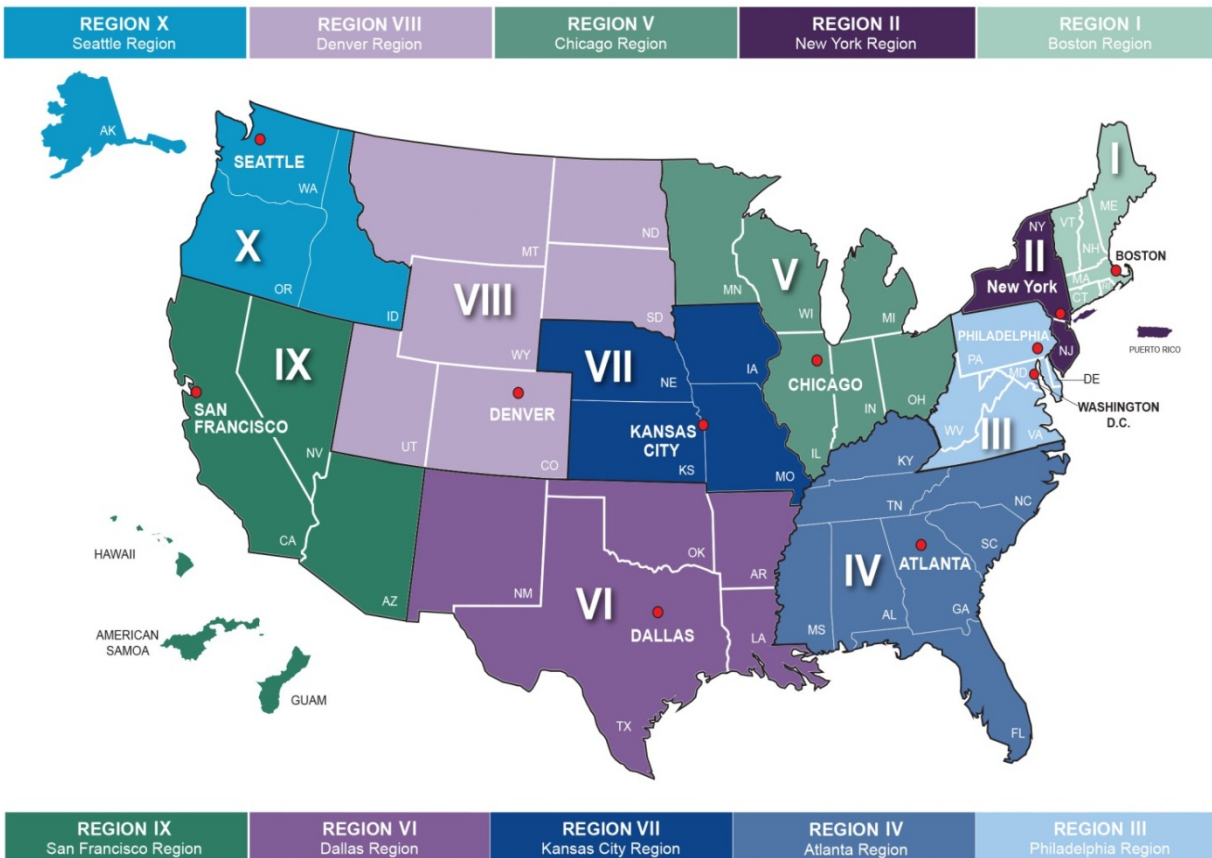 REGION X
Seattle Region
REGION VIII
Denver Region
REGION V
Chicago Region
REGION II
New York Region
REGION I
Boston Region
AK
SEATTLE
WA
X
OR
ID
MT
ND
VIII
SD
WY
UT
DENVER
CO
MN
V
WI
MI
CHICAGO
IL
IN
OH
I
ME
VT
NH
NY
II
New York
BOSTON
MA
CT
RI
PUERTO RICO
NJ
PHILADELPHIA
PA
MD
DE
WASHINGTON
D.C.
WV
III
VA
IX
SAN
FRANCISCO
NV
CA
AZ
VII
NE
IA
KANSAS
CITY
KS
MO
KY
TN
NC
SC
IV
ATLANTA
MS
AL
GA
FL
NM
OK
AR
VI
DALLAS
LA
TX
HAWAII
AMERICAN
SAMOA
GUAM
REGION IX
San Francisco Region
REGION VI
Dallas Region
REGION VII
Kansas City Region
REGION IV
Atlanta Region
REGION III
Philadelphia Region